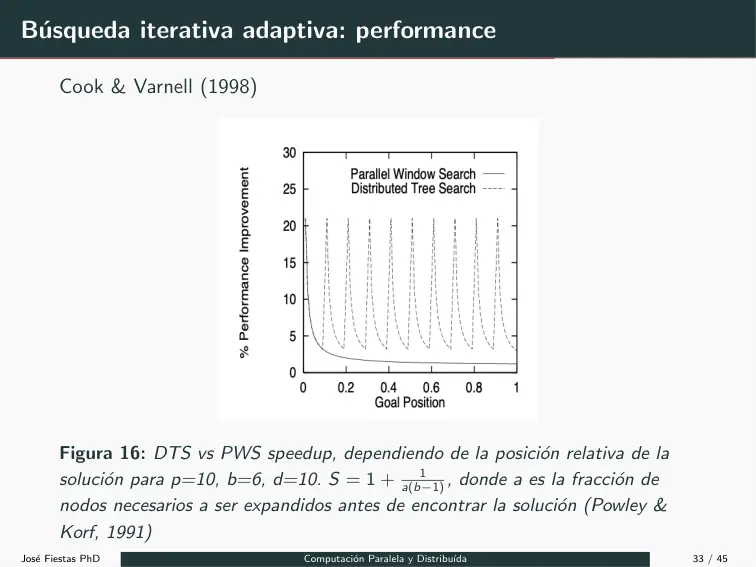 Búsqueda iterativa adaptiva: performance
Cook & Varnell (1998)
% Performance Improvement
30
25
20
15
10
5
0
Parallel Window Search
Distributed Tree Search
0 0.2 0.4 0.6 0.8 1
Goal Position
Figura 16: DTS vs PWS speedup, dependiendo de la posición relativa de la
solución para p=10, b=6, d=10. S = 1 + 1/a(b−1), donde a es la fracción de
nodos necesarios a ser expandidos antes de encontrar la solución (Powley &
Korf, 1991)
José Fiestas PhD Computación Paralela y Distribuída 33 / 45